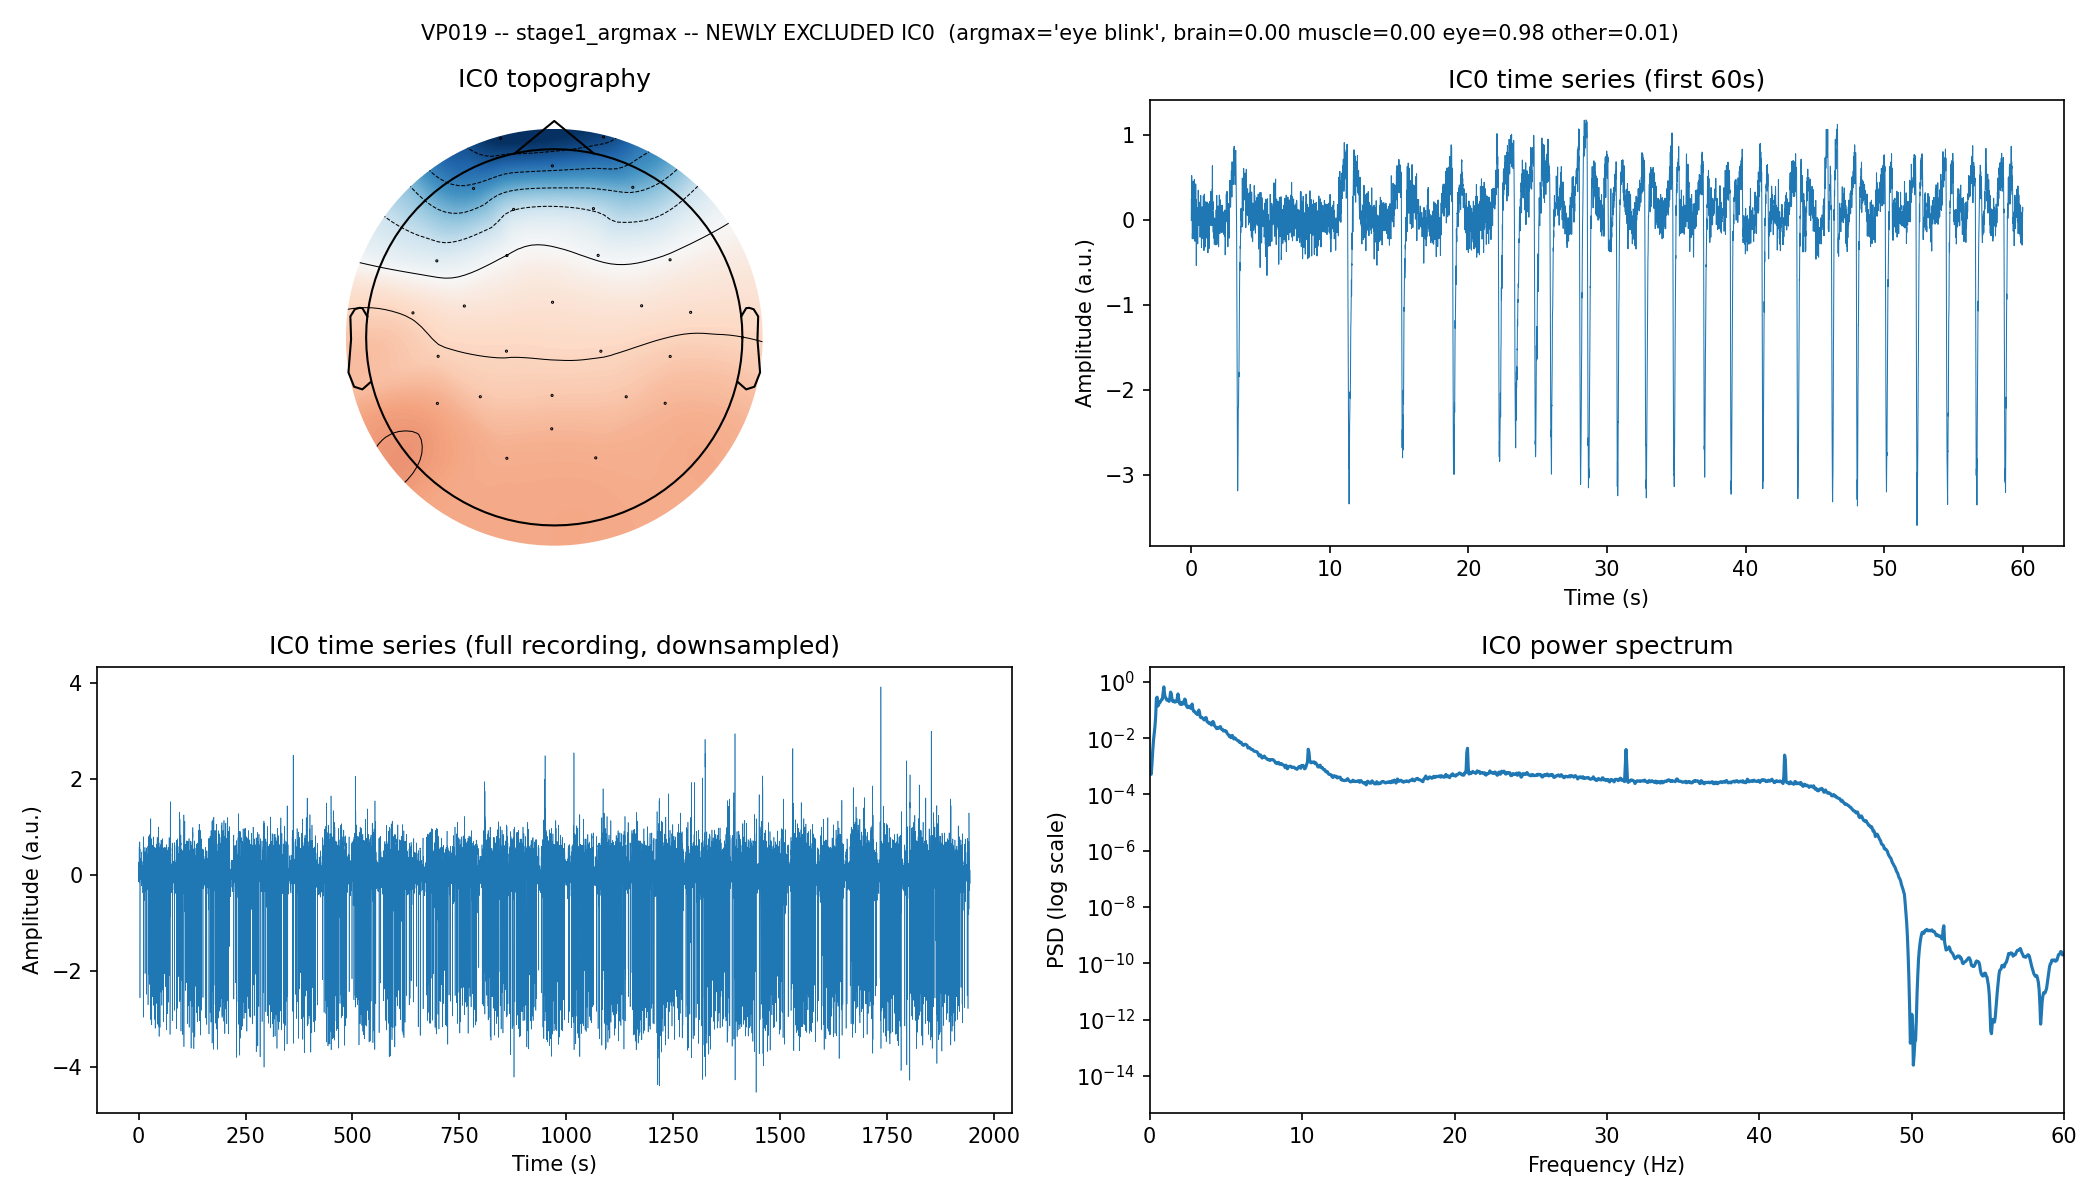 VP019 -- stage1_argmax -- NEWLY EXCLUDED IC0  (argmax='eye blink', brain=0.00 muscle=0.00 eye=0.98 other=0.01)
IC0 topography
IC0 time series (first 60s)
Amplitude (a.u.)
1
0
−1
−2
−3
0 10 20 30 40 50 60
Time (s)
IC0 time series (full recording, downsampled)
Amplitude (a.u.)
4
2
0
−2
−4
0 250 500 750 1000 1250 1500 1750 2000
Time (s)
IC0 power spectrum
PSD (log scale)
10⁰
10⁻²
10⁻⁴
10⁻⁶
10⁻⁸
10⁻¹⁰
10⁻¹²
10⁻¹⁴
0 10 20 30 40 50 60
Frequency (Hz)